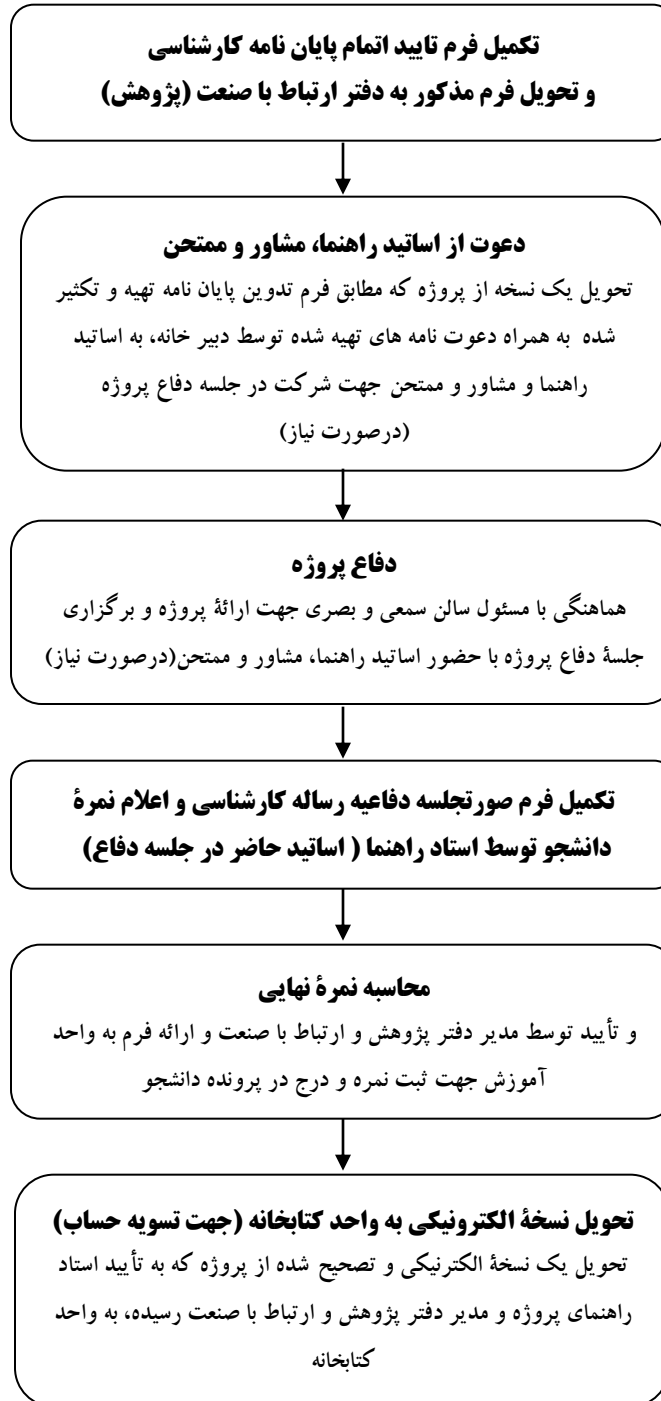 تکمیل فرم تایید اتمام پایان نامه کارشناسی
و تحویل فرم مذکور به دفتر ارتباط با صنعت (پژوهش)
دعوت از اساتید راهنما، مشاور و ممتحن
تحویل یک نسخه از پروژه که مطابق فرم تدوین پایان نامه تهیه و تکثیر
شده به همراه دعوت نامه های تهیه شده توسط دبیر خانه، به اساتید
راهنما و مشاور و ممتحن جهت شرکت در جلسه دفاع پروژه
(درصورت نیاز)
دفاع پروژه
هماهنگی با مسئول سالن سمعی و بصری جهت ارائهٔ پروژه و برگزاری
جلسهٔ دفاع پروژه با حضور اساتید راهنما، مشاور و ممتحن(درصورت نیاز)
تکمیل فرم صورتجلسه دفاعیه رساله کارشناسی و اعلام نمرهٔ
دانشجو توسط استاد راهنما ( اساتید حاضر در جلسه دفاع)
محاسبه نمرهٔ نهایی
و تأیید توسط مدیر دفتر پژوهش و ارتباط با صنعت و ارائه فرم به واحد
آموزش جهت ثبت نمره و درج در پرونده دانشجو
تحویل نسخهٔ الکترونیکی به واحد کتابخانه (جهت تسویه حساب)
تحویل یک نسخهٔ الکترنیکی و تصحیح شده از پروژه که به تأیید استاد
راهنمای پروژه و مدیر دفتر پژوهش و ارتباط با صنعت رسیده، به واحد
کتابخانه